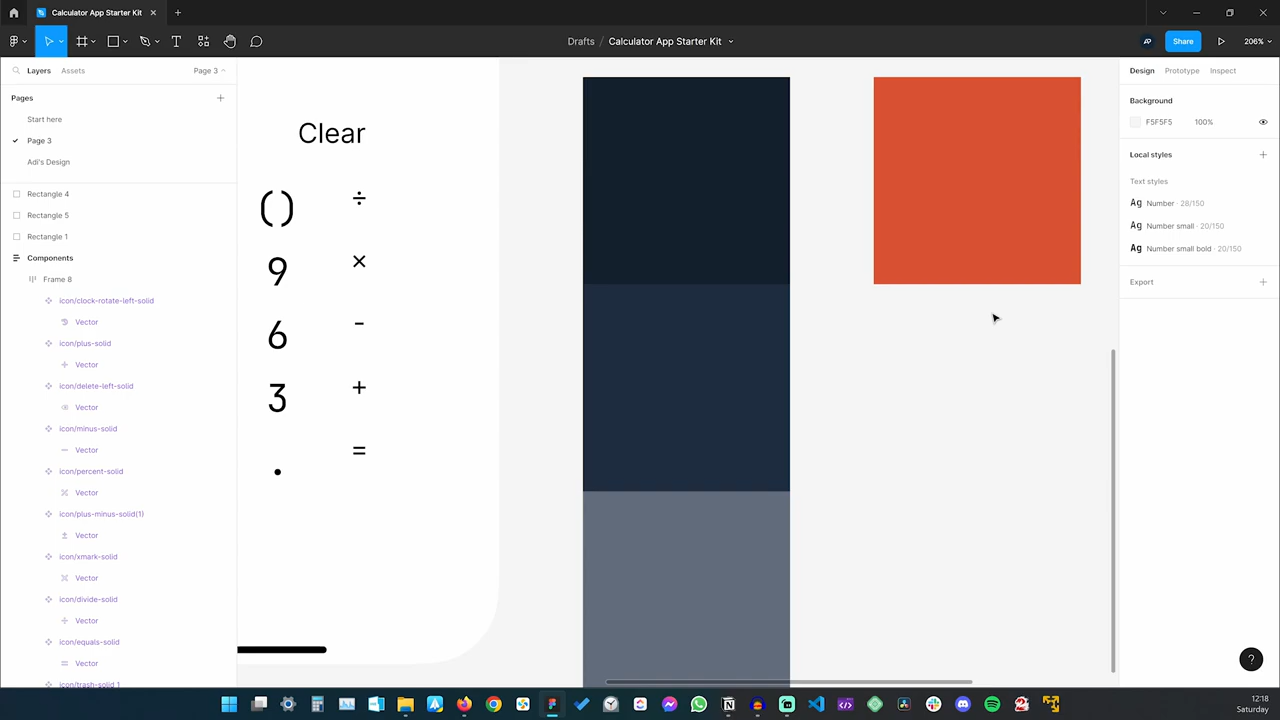 Calculator App Starter Kit
Drafts / Calculator App Starter Kit
Share
206%
Layers
Assets
Page 3
Pages
Start here
Page 3
Adi's Design
Rectangle 4
Rectangle 5
Rectangle 1
Components
Frame 8
icon/clock-rotate-left-solid
Vector
icon/plus-solid
Vector
icon/delete-left-solid
Vector
icon/minus-solid
Vector
icon/percent-solid
Vector
icon/plus-minus-solid(1)
Vector
icon/xmark-solid
Vector
icon/divide-solid
Vector
icon/equals-solid
Vector
icon/trash-solid 1
Clear
() ÷
9 ×
6 -
3 +
. =
Design
Prototype
Inspect
Background
F5F5F5 100%
Local styles
Text styles
Ag Number · 28/150
Ag Number small · 20/150
Ag Number small bold · 20/150
Export
?
12:18
Saturday